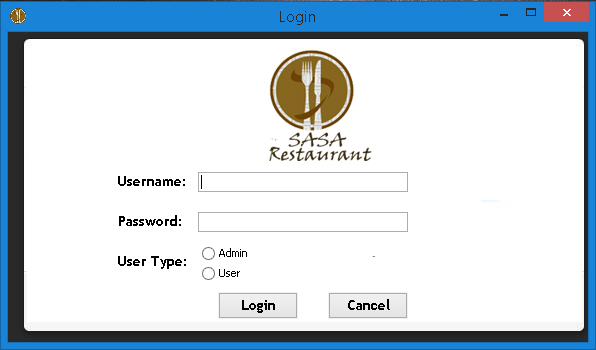 Login
SASA
Restaurant
Username:
Password:
User Type:
Admin
User
Login
Cancel